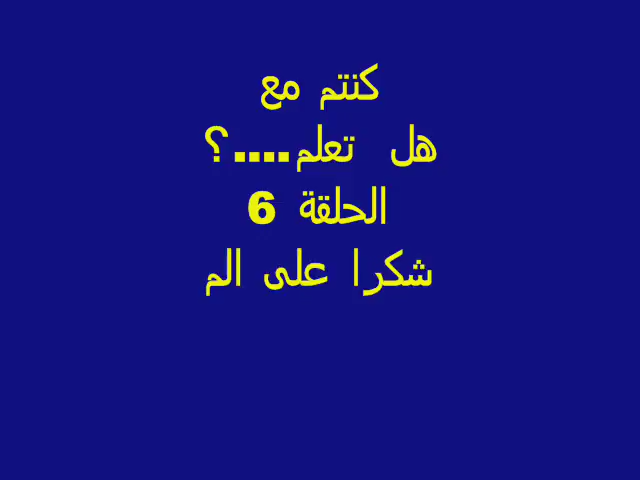 كنتم مع
هل تعلم....؟
الحلقة 6
شكرا على الم